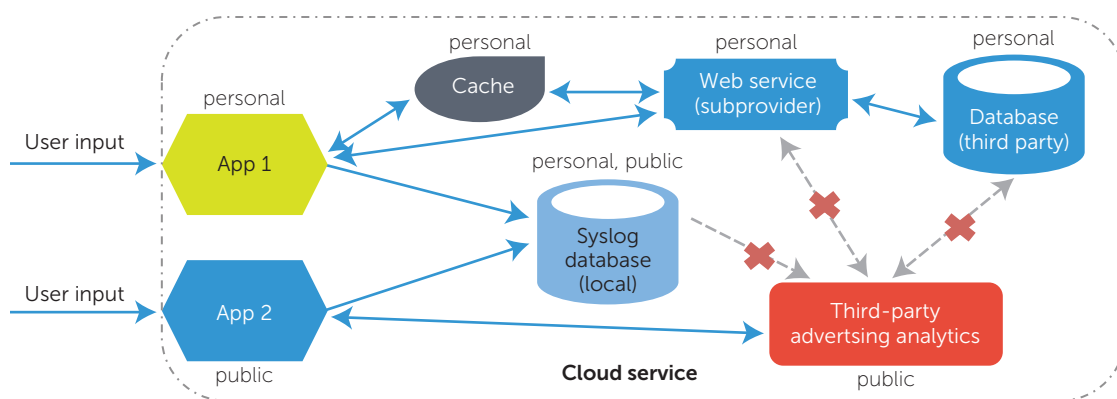 personal
personal
personal
personal
Cache
Web service
(subprovider)
Database
(third party)
User input
App 1
personal, public
Syslog
database
(local)
User input
App 2
Third-party
advertsing analytics
public
Cloud service
public